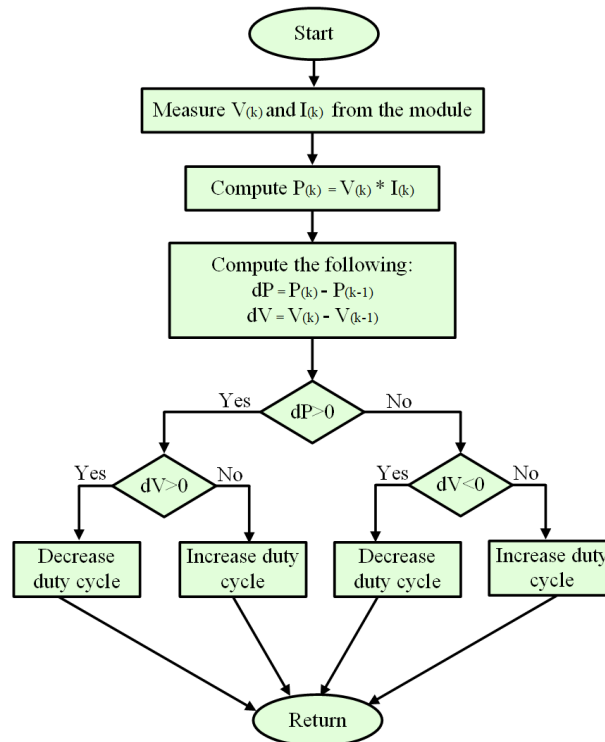 Start
Measure V(k) and I(k) from the module
Compute P(k) = V(k) * I(k)
Compute the following:
dP = P(k) - P(k-1)
dV = V(k) - V(k-1)
Yes
dP>0
No
Yes
dV>0
No
Yes
dV<0
No
Decrease
duty cycle
Increase duty
cycle
Decrease
duty cycle
Increase duty
cycle
Return